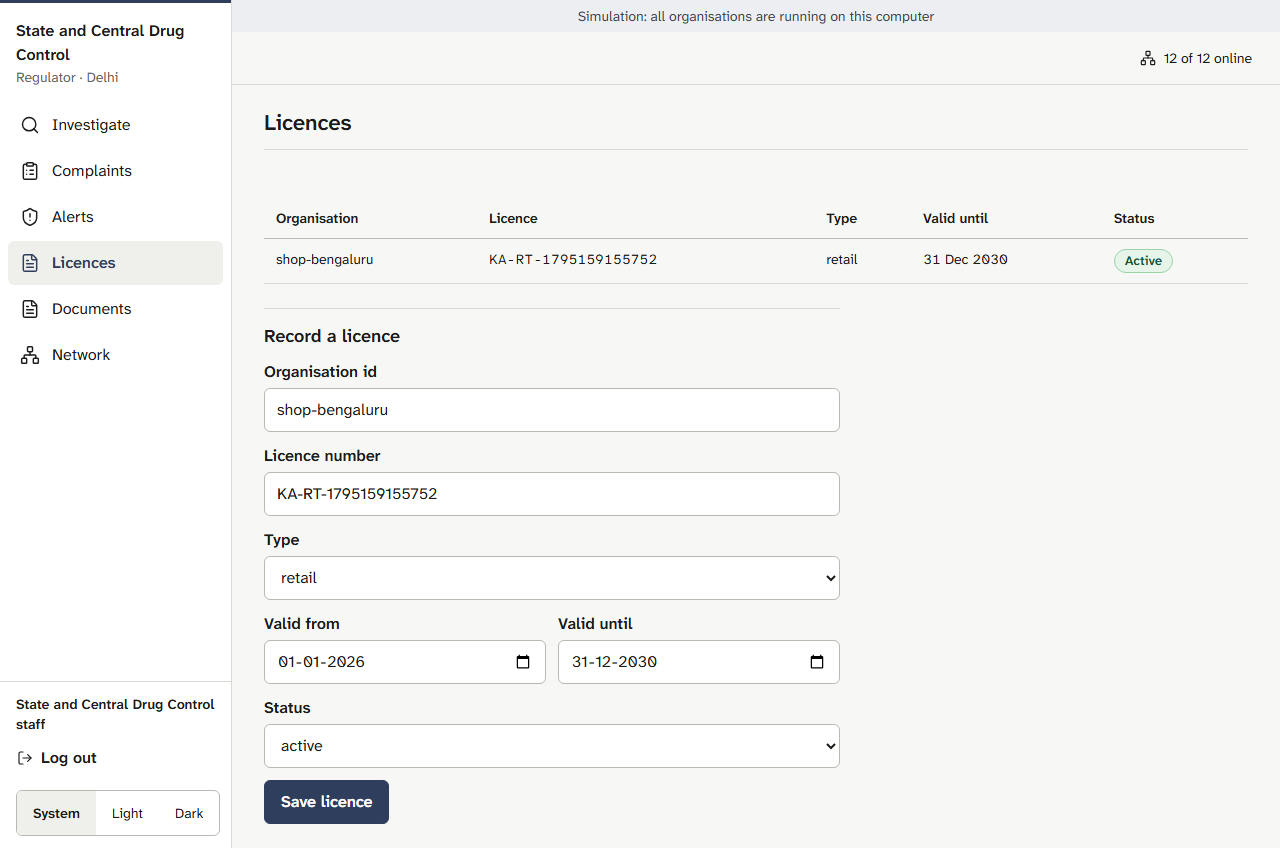 State and Central Drug
Control
Regulator · Delhi
Investigate
Complaints
Alerts
Licences
Documents
Network
State and Central Drug Control
staff
Log out
System Light Dark
Simulation: all organisations are running on this computer
12 of 12 online
Licences
Organisation Licence Type Valid until Status
shop-bengaluru KA-RT-1795159155752 retail 31 Dec 2030 Active
Record a licence
Organisation id
shop-bengaluru
Licence number
KA-RT-1795159155752
Type
retail
Valid from Valid until
01-01-2026 31-12-2030
Status
active
Save licence